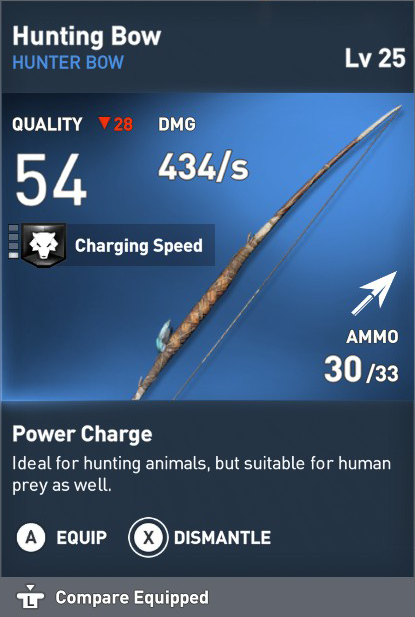 Hunting Bow
HUNTER BOW
Lv 25
QUALITY ▼28 DMG
54 434/s
Charging Speed
AMMO
30 /33
Power Charge
Ideal for hunting animals, but suitable for human
prey as well.
A EQUIP X DISMANTLE
L Compare Equipped